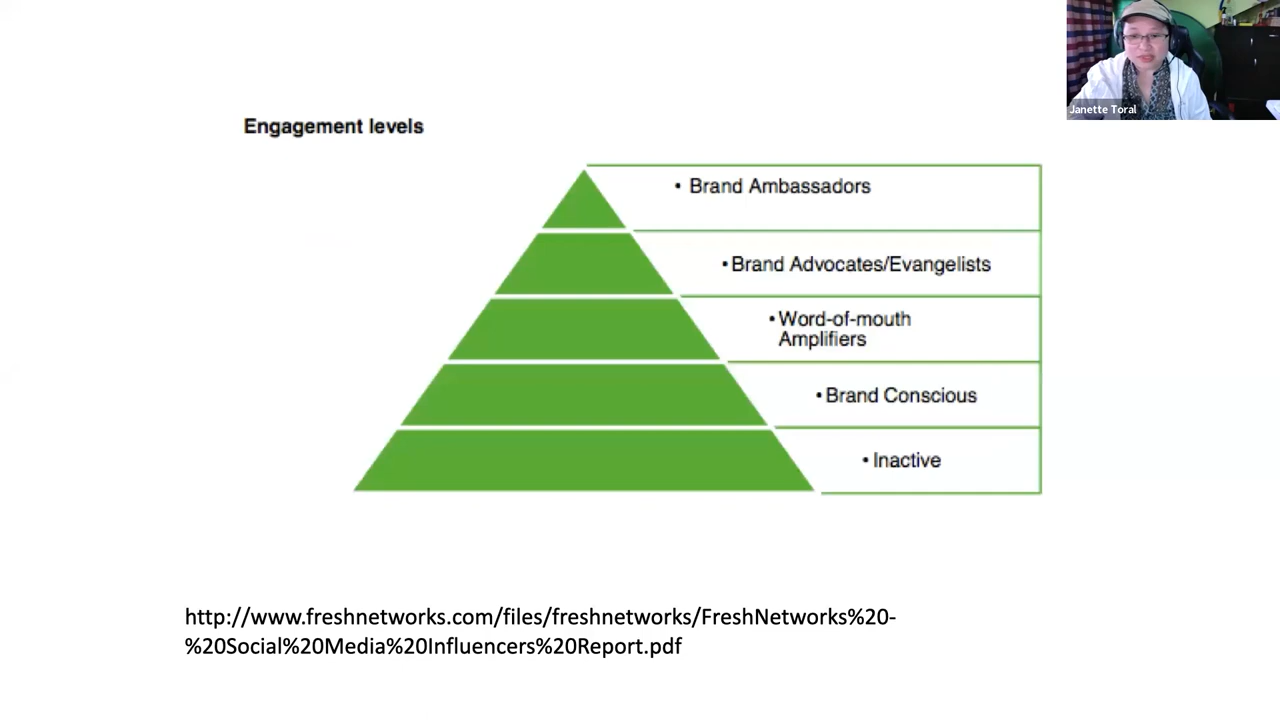 Janette Toral
Engagement levels
• Brand Ambassadors
• Brand Advocates/Evangelists
• Word-of-mouth
Amplifiers
• Brand Conscious
• Inactive
http://www.freshnetworks.com/files/freshnetworks/FreshNetworks%20-
%20Social%20Media%20Influencers%20Report.pdf